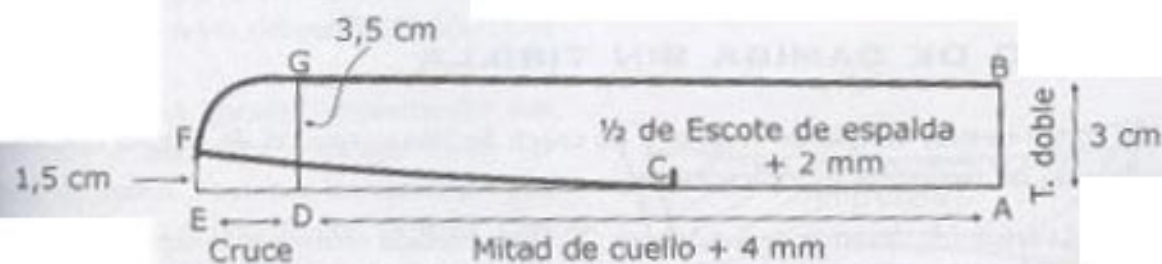 3,5 cm
G
B
F
½ de Escote de espalda
+ 2 mm
C
T. doble
3 cm
1,5 cm
E
D
A
Cruce
Mitad de cuello + 4 mm